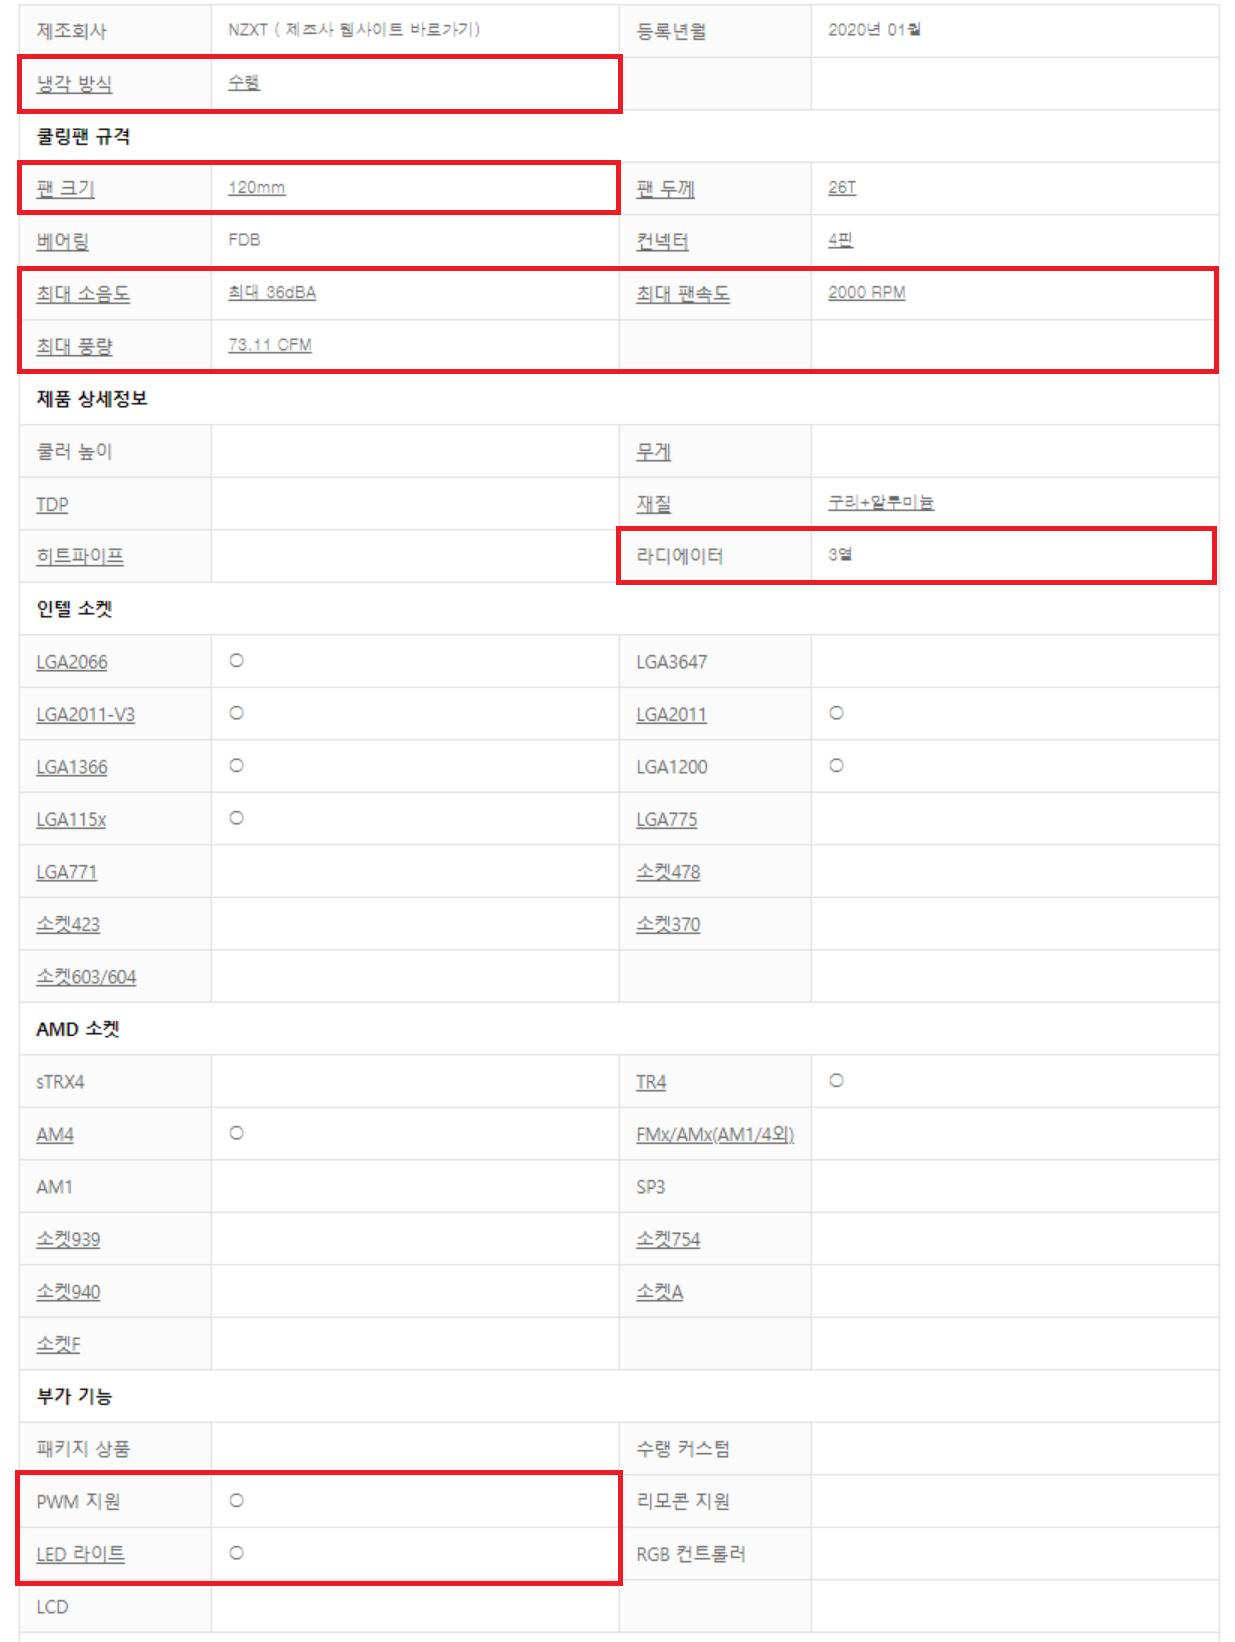 제조회사 NZXT ( 제조사 웹사이트 바로가기) 등록년월 2020년 01월
냉각 방식 수랭
쿨링팬 규격
팬 크기 120mm 팬 두께 26T
베어링 FDB 컨넥터 4핀
최대 소음도 최대 36dBA 최대 팬속도 2000 RPM
최대 풍량 73.11 CFM
제품 상세정보
쿨러 높이 무게
TDP 재질 구리+알루미늄
히트파이프 라디에이터 3열
인텔 소켓
LGA2066 ○ LGA3647
LGA2011-V3 ○ LGA2011 ○
LGA1366 ○ LGA1200 ○
LGA115x ○ LGA775
LGA771 소켓478
소켓423 소켓370
소켓603/604
AMD 소켓
sTRX4 TR4 ○
AM4 ○ FMx/AMx(AM1/4외)
AM1 SP3
소켓939 소켓754
소켓940 소켓A
소켓F
부가 기능
패키지 상품 수랭 커스텀
PWM 지원 ○ 리모콘 지원
LED 라이트 ○ RGB 컨트롤러
LCD